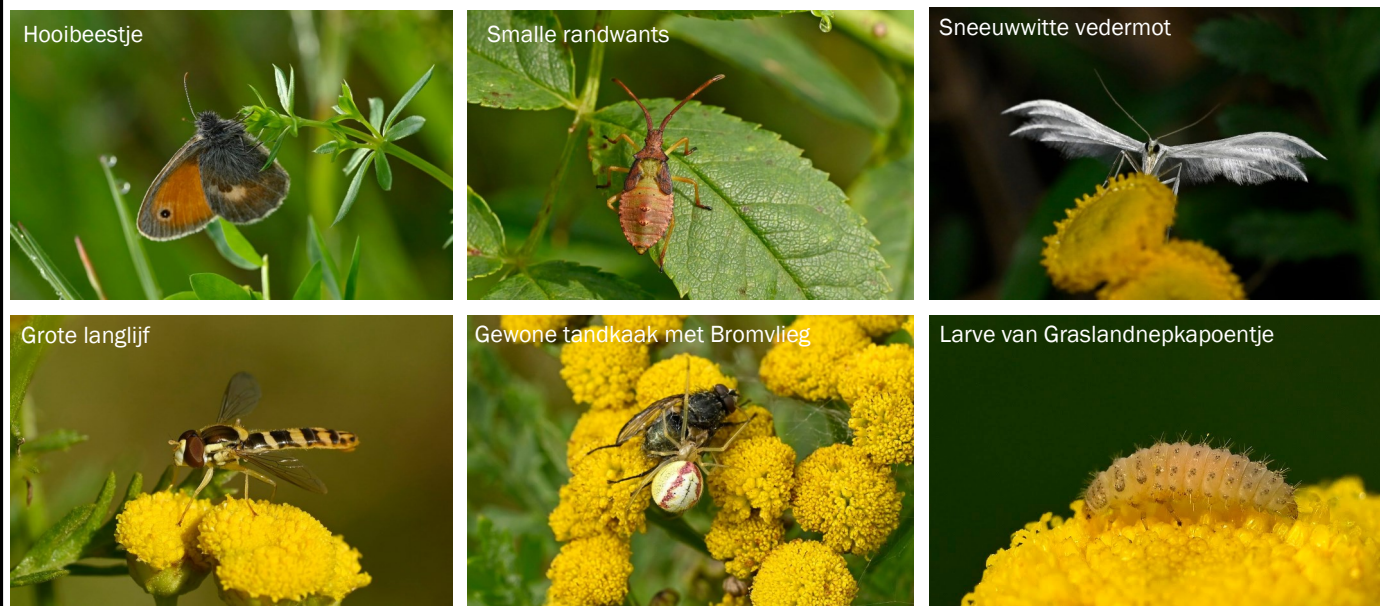 Hooibeestje
Smalle randwants
Sneeuwwitte vedermot
Grote langlijf
Gewone tandkaak met Bromvlieg
Larve van Graslandnepkapoentje